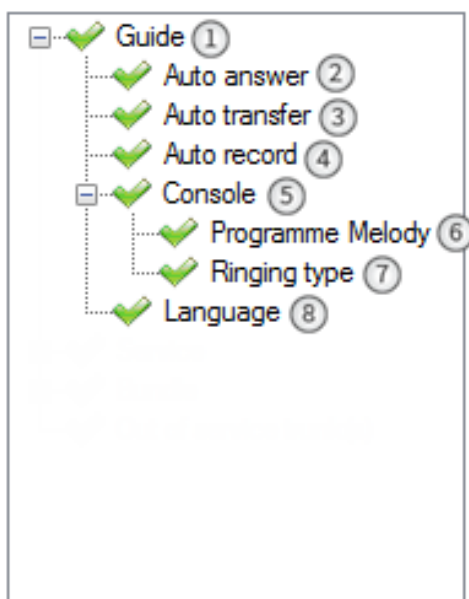 Guide 1
Auto answer 2
Auto transfer 3
Auto record 4
Console 5
Programme Melody 6
Ringing type 7
Language 8